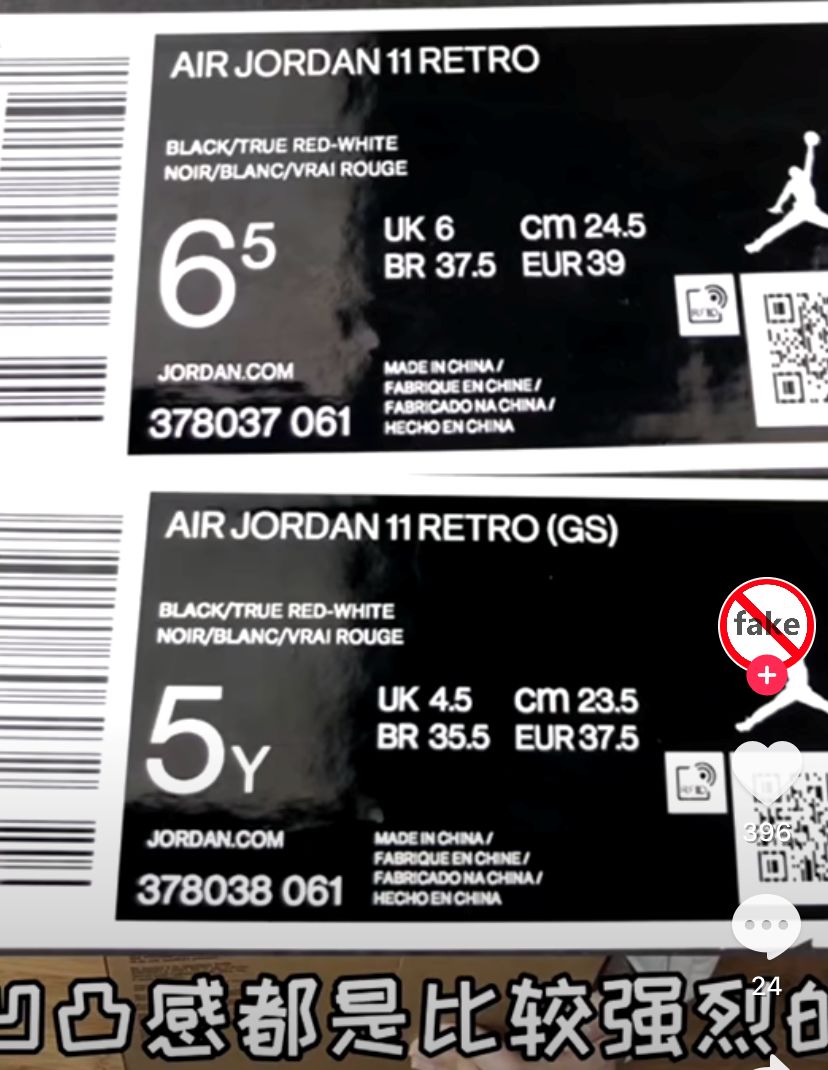 AIR JORDAN 11 RETRO
BLACK/TRUE RED-WHITE
NOIR/BLANC/VRAI ROUGE
6⁵
UK 6 cm 24.5
BR 37.5 EUR 39
RFID
JORDAN.COM
378037 061
MADE IN CHINA /
FABRIQUE EN CHINE /
FABRICADO NA CHINA /
HECHO EN CHINA
AIR JORDAN 11 RETRO (GS)
BLACK/TRUE RED-WHITE
NOIR/BLANC/VRAI ROUGE
5Y
UK 4.5 cm 23.5
BR 35.5 EUR 37.5
RFID
JORDAN.COM
378038 061
MADE IN CHINA /
FABRIQUE EN CHINE /
FABRICADO NA CHINA /
HECHO EN CHINA
fake
396
24
凹凸感都是比较强烈的